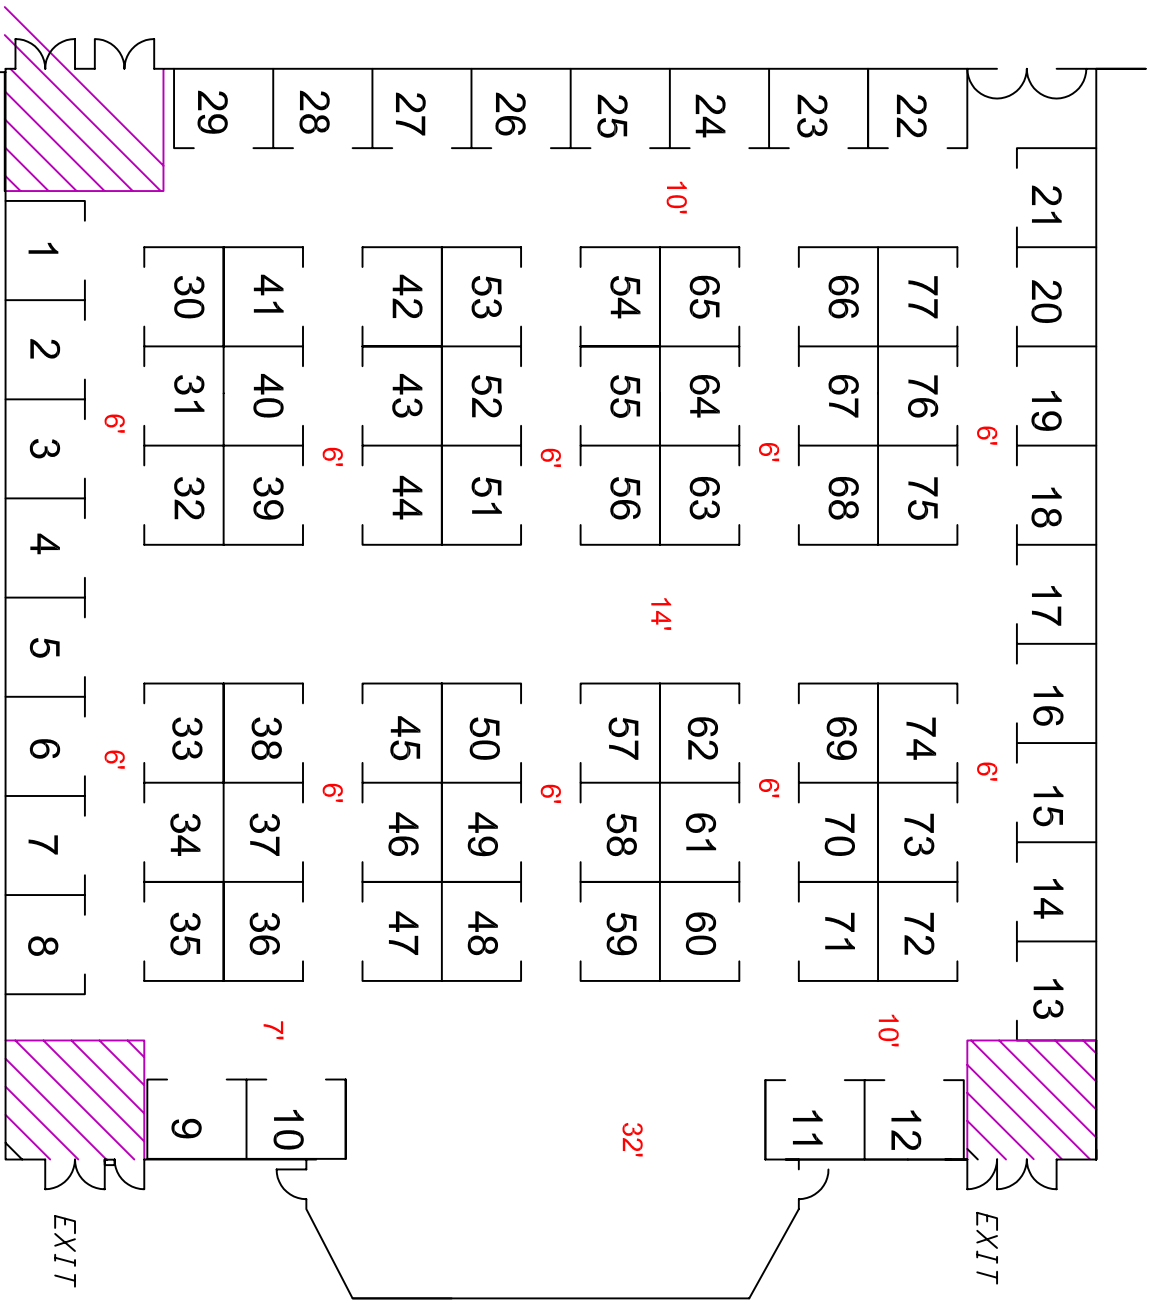 21 20 19 18 17 16 15 14 13
6' 6' EXIT
22 77 76 75 74 73 72 12
10'
66 67 68 69 70 71
23 11
6' 6'
24 65 64 63 62 61 60
10' 14' 32'
25 54 55 56 57 58 59
6' 6'
26 53 52 51 50 49 48
27 42 43 44 45 46 47
6' 6'
28 41 40 39 38 37 36 7' 10
29 30 31 32 33 34 35 9
6' 6'
1 2 3 4 5 6 7 8 EXIT